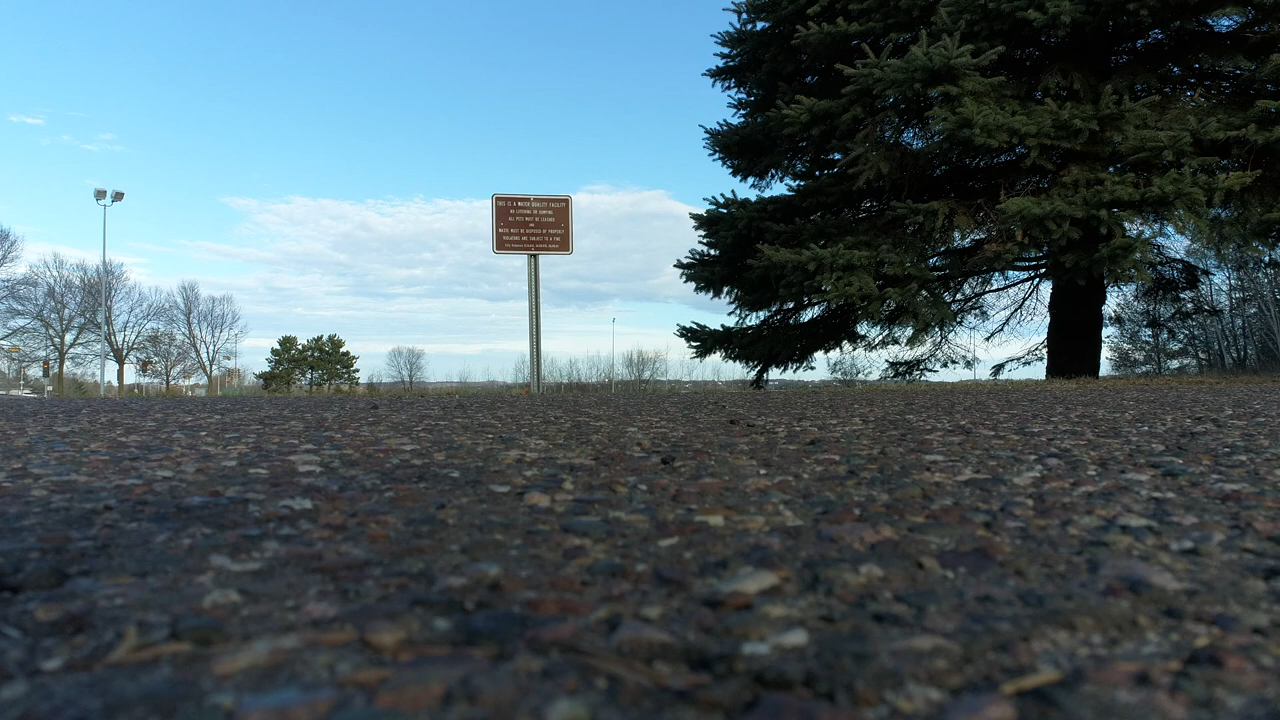 THIS IS A WATER QUALITY FACILITY
NO LITTERING OR DUMPING
ALL PETS MUST BE LEASHED
AND
WASTE MUST BE DISPOSED OF PROPERLY
VIOLATORS ARE SUBJECT TO A FINE